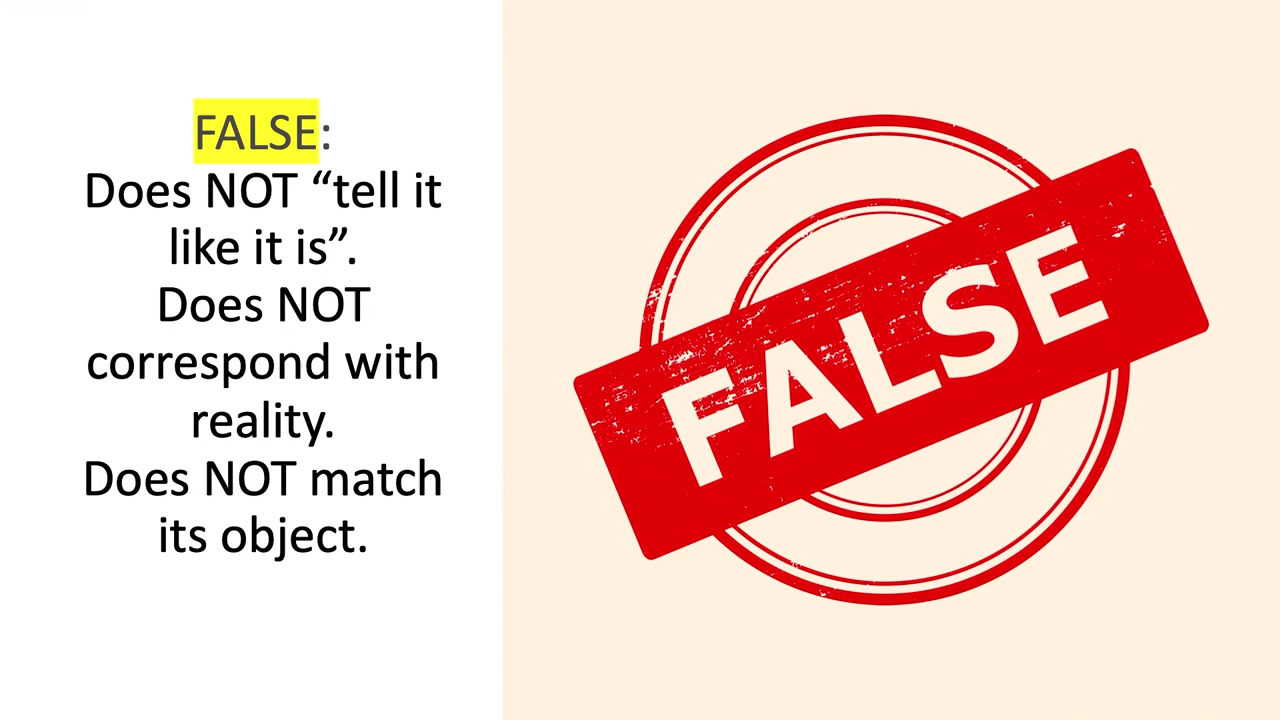 FALSE:
Does NOT “tell it
like it is”.
Does NOT
correspond with
reality.
Does NOT match
its object.
FALSE